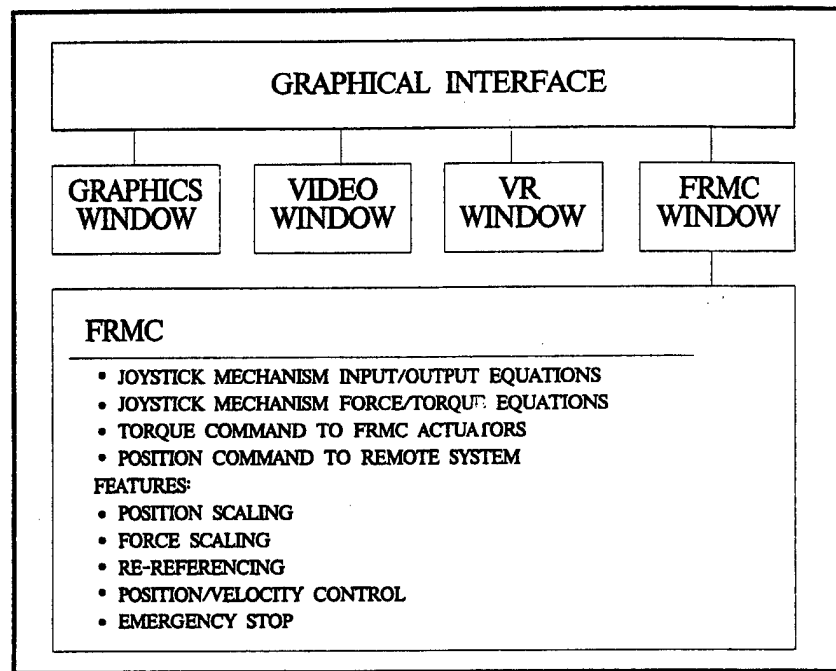 GRAPHICAL INTERFACE
GRAPHICS WINDOW
VIDEO WINDOW
VR WINDOW
FRMC WINDOW
FRMC
• JOYSTICK MECHANISM INPUT/OUTPUT EQUATIONS
• JOYSTICK MECHANISM FORCE/TORQUE EQUATIONS
• TORQUE COMMAND TO FRMC ACTUATORS
• POSITION COMMAND TO REMOTE SYSTEM
FEATURES:
• POSITION SCALING
• FORCE SCALING
• RE-REFERENCING
• POSITION/VELOCITY CONTROL
• EMERGENCY STOP